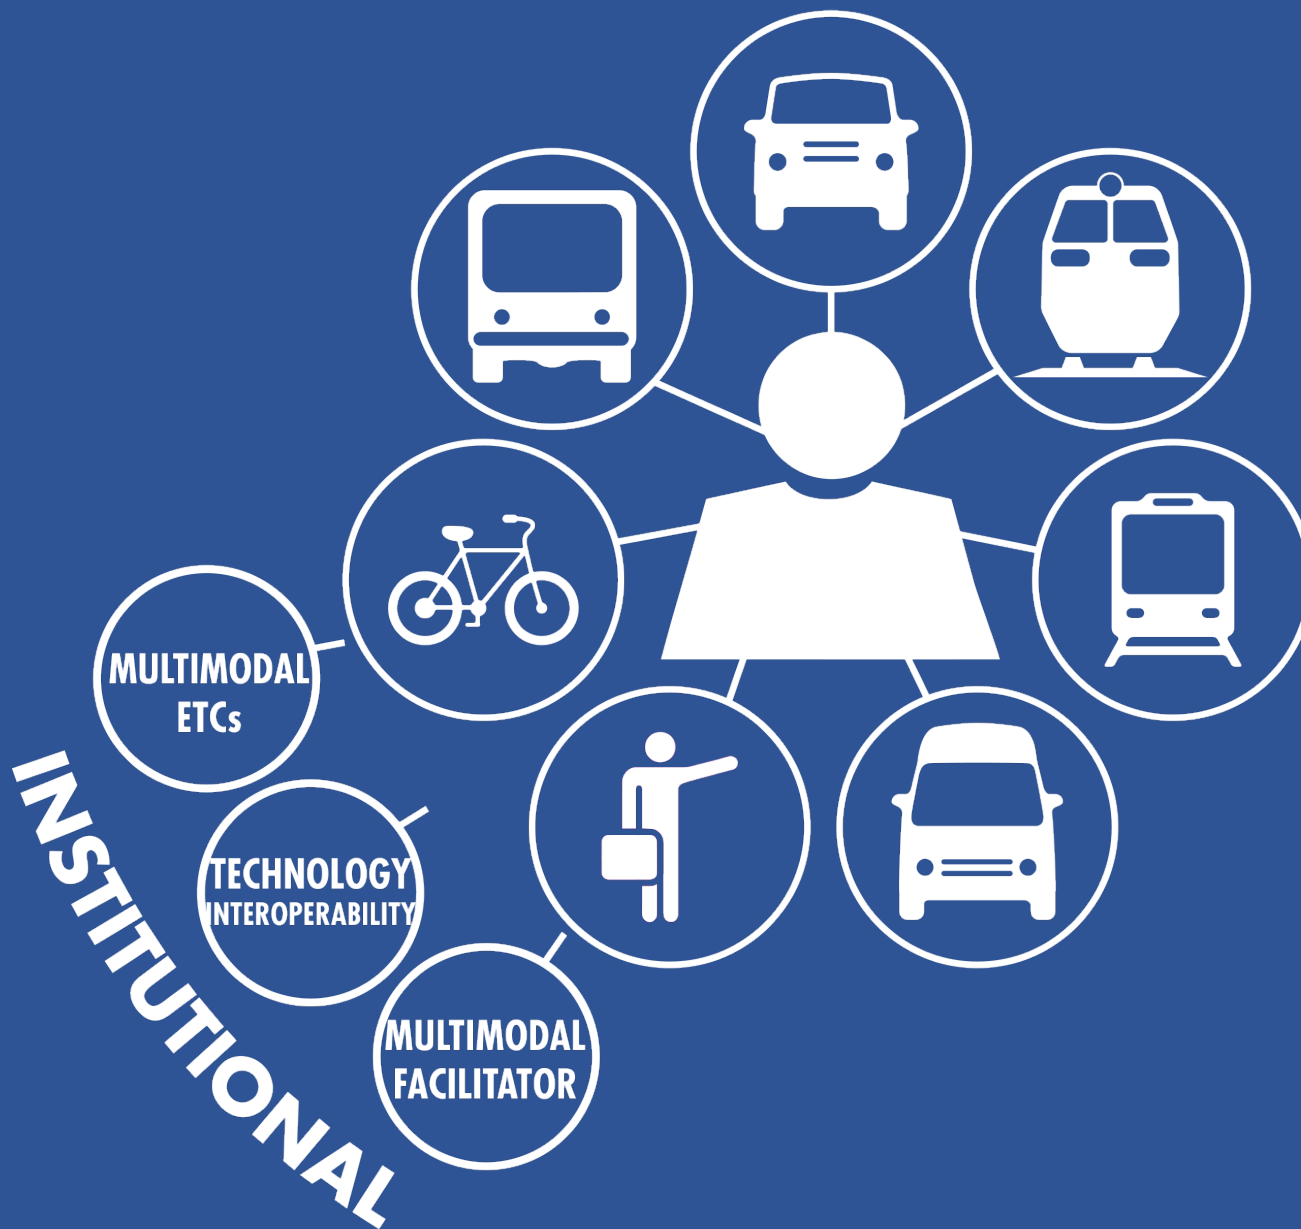 MULTIMODAL
ETCs
TECHNOLOGY
INTEROPERABILITY
MULTIMODAL
FACILITATOR
INSTITUTIONAL